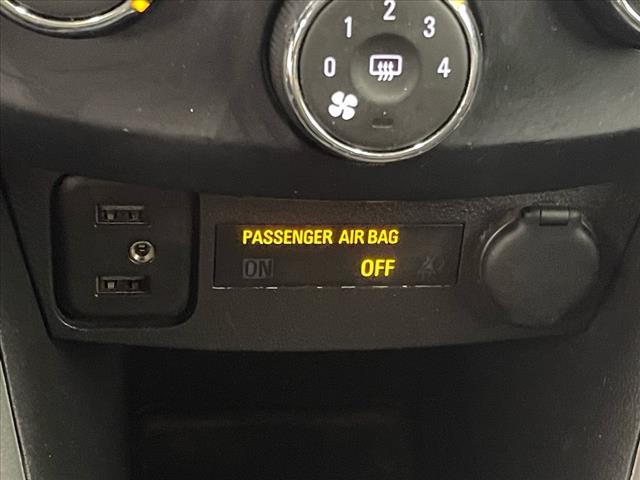 0 1 2 3 4
PASSENGER AIR BAG
ON OFF